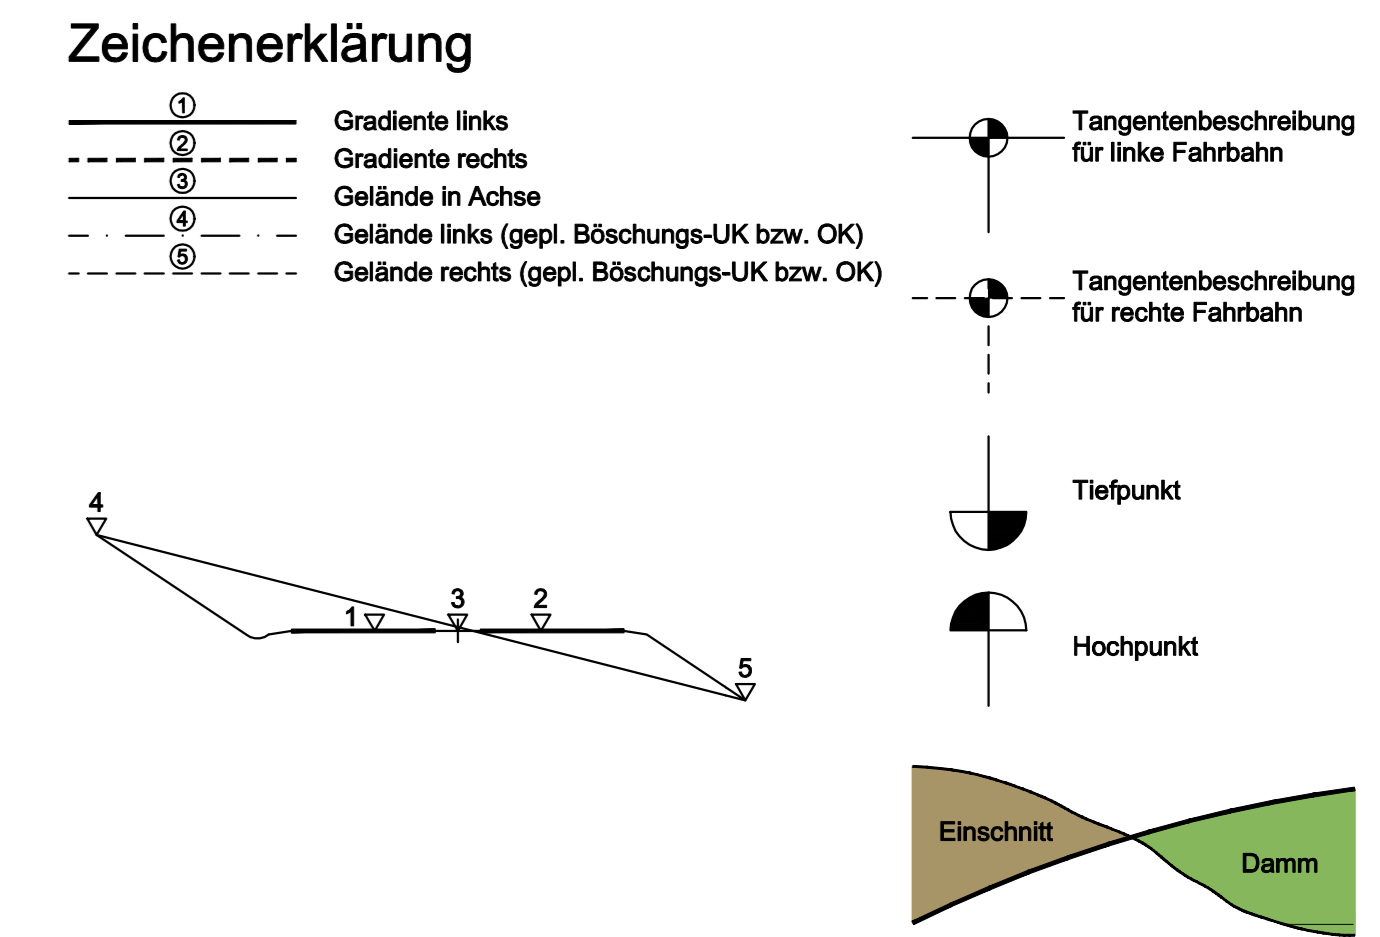 Zeichenerklärung
1
Gradiente links
2
Gradiente rechts
3
Gelände in Achse
4
Gelände links (gepl. Böschungs-UK bzw. OK)
5
Gelände rechts (gepl. Böschungs-UK bzw. OK)
Tangentenbeschreibung
für linke Fahrbahn
Tangentenbeschreibung
für rechte Fahrbahn
Tiefpunkt
Hochpunkt
4
1
3
2
5
Einschnitt
Damm